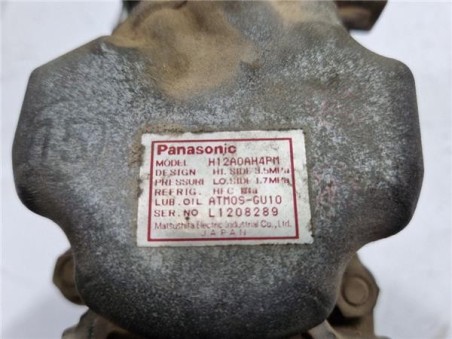 Panasonic
MODEL H12A0AH4PM
DESIGN HI.SIDE 3.5MPa
PRESSURE LO.SIDE 1.7MPa
REFRIG. HFC 134a
LUB.OIL ATMOS-GU10
SER.NO L1208289
Matsushita Electric Industrial Co., Ltd.
JAPAN